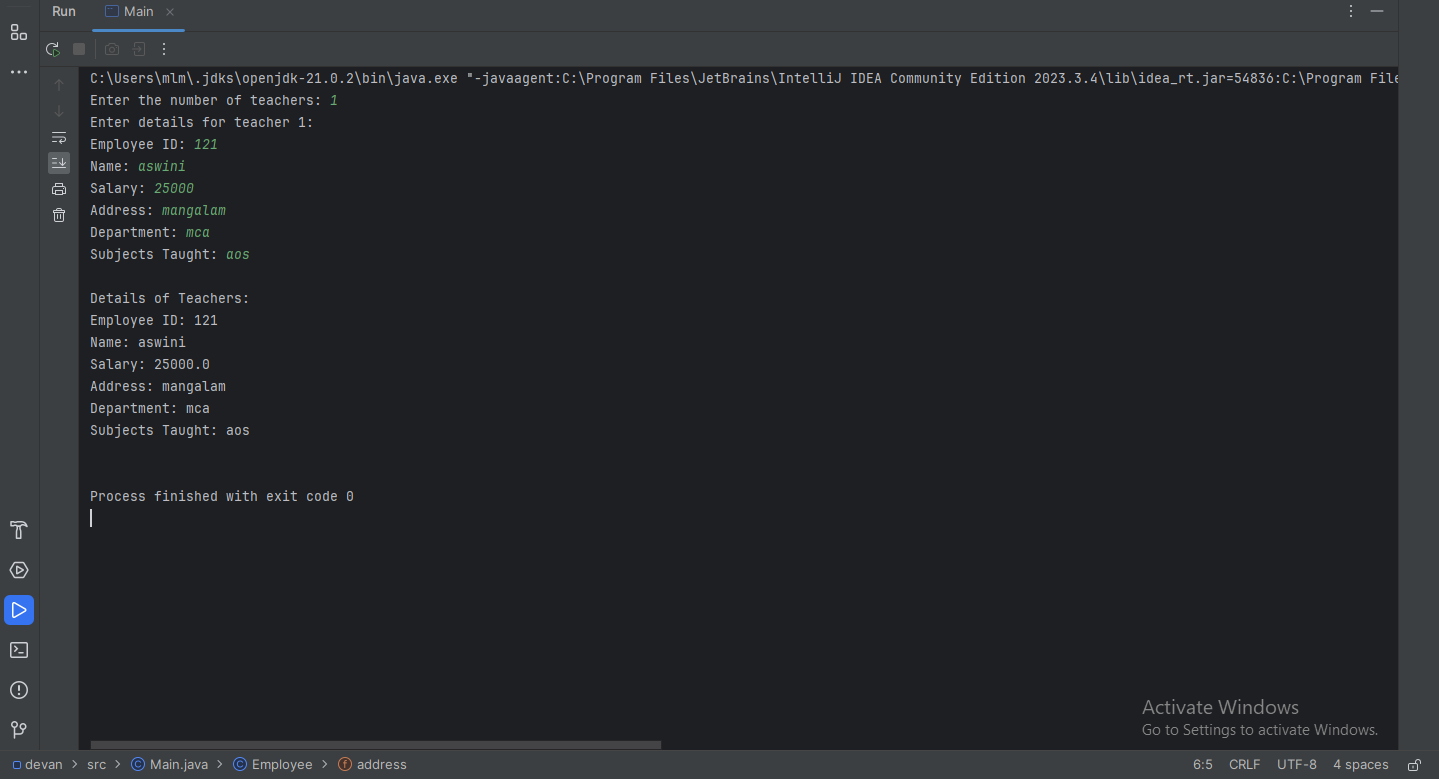 Run Main
C:\Users\mlm\.jdks\openjdk-21.0.2\bin\java.exe "-javaagent:C:\Program Files\JetBrains\IntelliJ IDEA Community Edition 2023.3.4\lib\idea_rt.jar=54836:C:\Program File
Enter the number of teachers: 1
Enter details for teacher 1:
Employee ID: 121
Name: aswini
Salary: 25000
Address: mangalam
Department: mca
Subjects Taught: aos
Details of Teachers:
Employee ID: 121
Name: aswini
Salary: 25000.0
Address: mangalam
Department: mca
Subjects Taught: aos
Process finished with exit code 0
Activate Windows
Go to Settings to activate Windows.
devan > src > Main.java > Employee > address 6:5 CRLF UTF-8 4 spaces